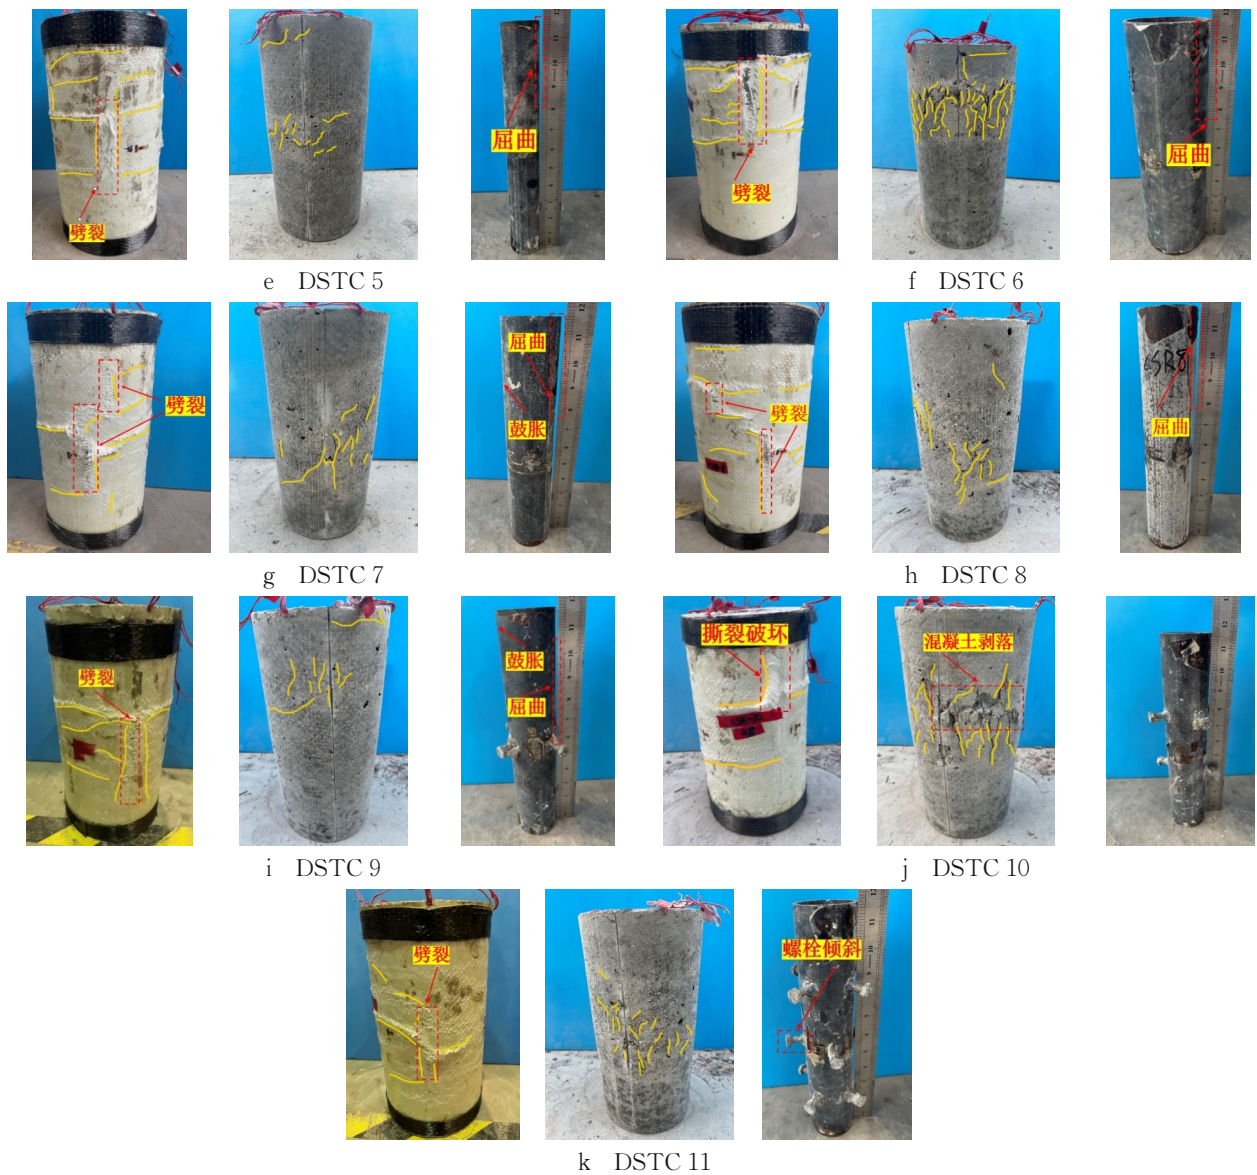 劈裂
屈曲
劈裂
屈曲
e DSTC 5
f DSTC 6
劈裂
屈曲
鼓胀
劈裂
屈曲
g DSTC 7
h DSTC 8
劈裂
鼓胀
屈曲
撕裂破坏
混凝土剥落
i DSTC 9
j DSTC 10
劈裂
螺栓倾斜
k DSTC 11